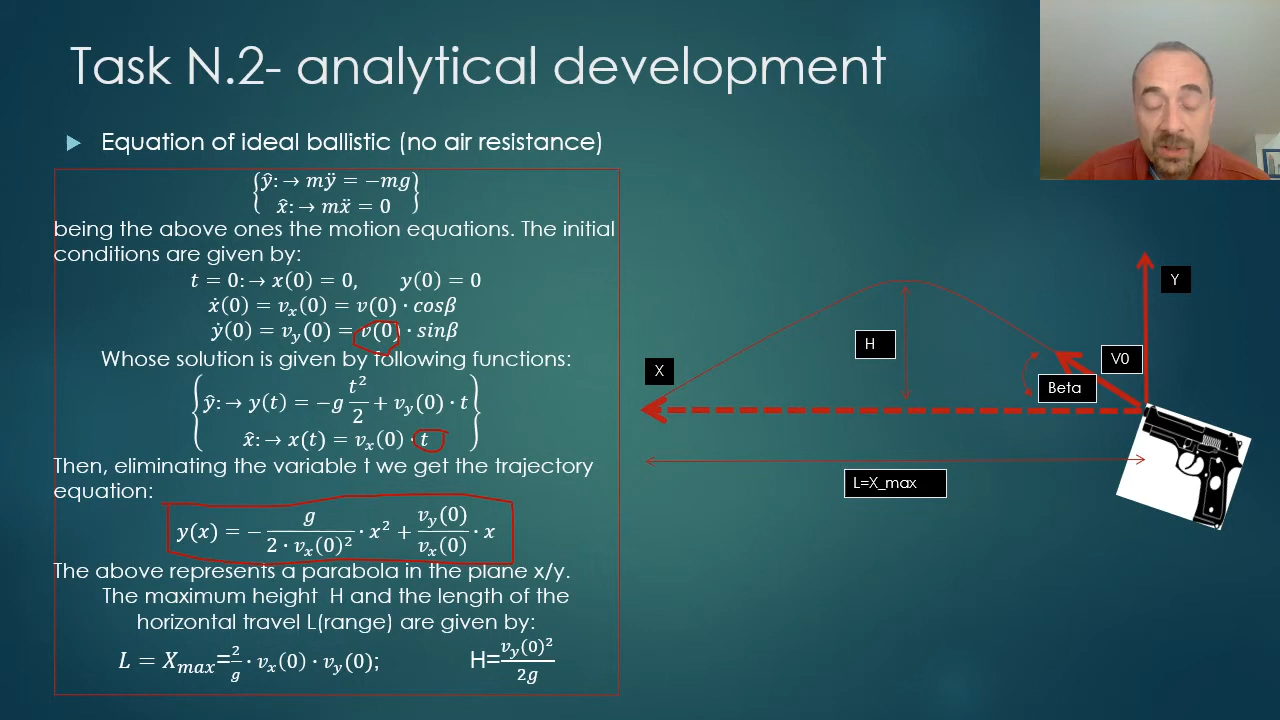 Task N.2- analytical development
Equation of ideal ballistic (no air resistance)
ŷ: → mÿ = −mg
x̂: → mẍ = 0
being the above ones the motion equations. The initial
conditions are given by:
t = 0: → x(0) = 0, y(0) = 0
ẋ(0) = vₓ(0) = v(0) · cosβ
ẏ(0) = v_y(0) = v(0) · sinβ
Whose solution is given by following functions:
ŷ: → y(t) = −g t²/2 + v_y(0) · t
x̂: → x(t) = vₓ(0) · t
Then, eliminating the variable t we get the trajectory
equation:
y(x) = − g/(2 · vₓ(0)²) · x² + v_y(0)/vₓ(0) · x
The above represents a parabola in the plane x/y.
The maximum height H and the length of the
horizontal travel L(range) are given by:
L = X_max = 2/g · vₓ(0) · v_y(0); H= v_y(0)²/2g
Y
H
V0
X
Beta
L=X_max